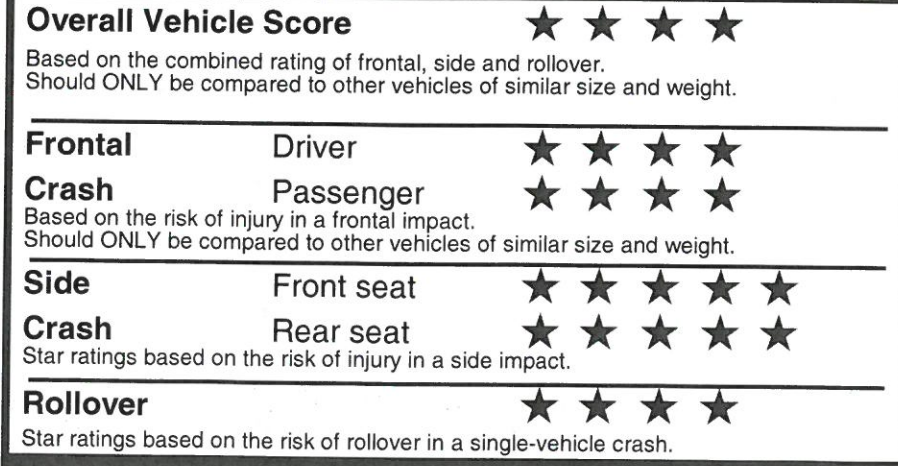 Overall Vehicle Score ★ ★ ★ ★
Based on the combined rating of frontal, side and rollover.
Should ONLY be compared to other vehicles of similar size and weight.
Frontal Driver ★ ★ ★ ★
Crash Passenger ★ ★ ★ ★
Based on the risk of injury in a frontal impact.
Should ONLY be compared to other vehicles of similar size and weight.
Side Front seat ★ ★ ★ ★ ★
Crash Rear seat ★ ★ ★ ★ ★
Star ratings based on the risk of injury in a side impact.
Rollover ★ ★ ★ ★
Star ratings based on the risk of rollover in a single-vehicle crash.